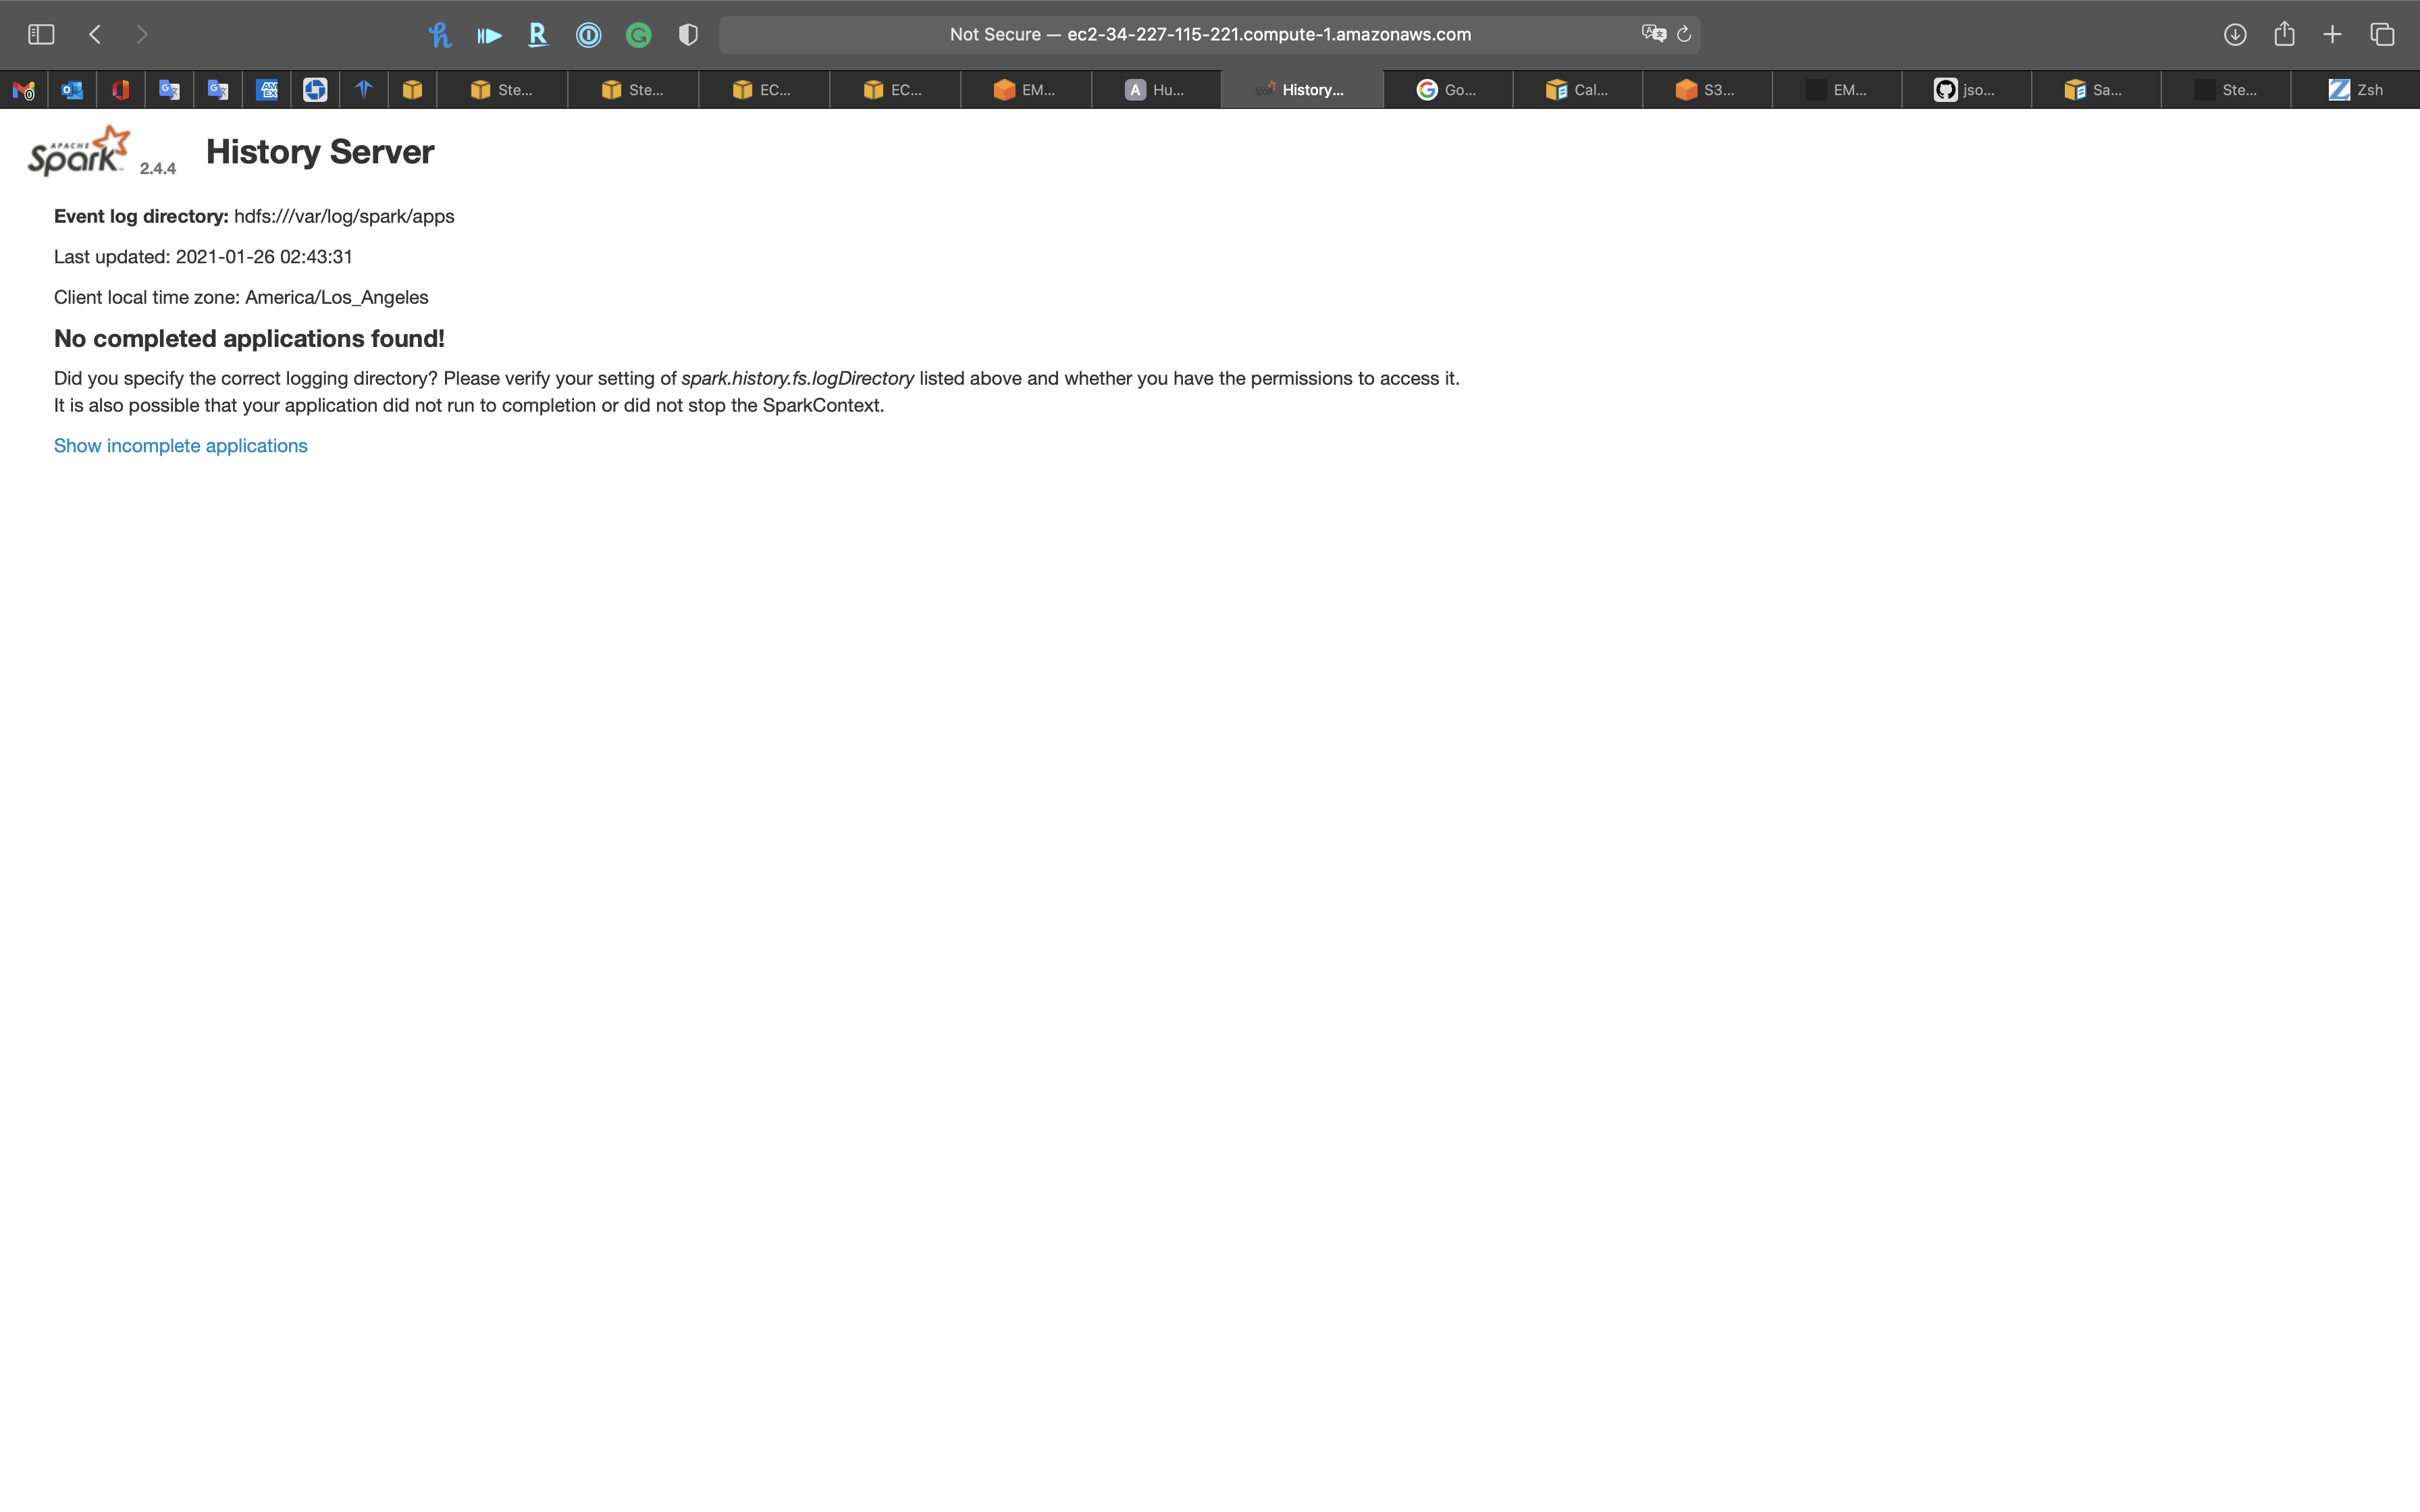 Not Secure — ec2-34-227-115-221.compute-1.amazonaws.com
Ste... Ste... EC... EC... EM... A Hu... History... Go... Cal... S3... EM... jso... Sa... Ste... Zsh
APACHE Spark 2.4.4 History Server
Event log directory: hdfs:///var/log/spark/apps
Last updated: 2021-01-26 02:43:31
Client local time zone: America/Los_Angeles
No completed applications found!
Did you specify the correct logging directory? Please verify your setting of spark.history.fs.logDirectory listed above and whether you have the permissions to access it.
It is also possible that your application did not run to completion or did not stop the SparkContext.
Show incomplete applications